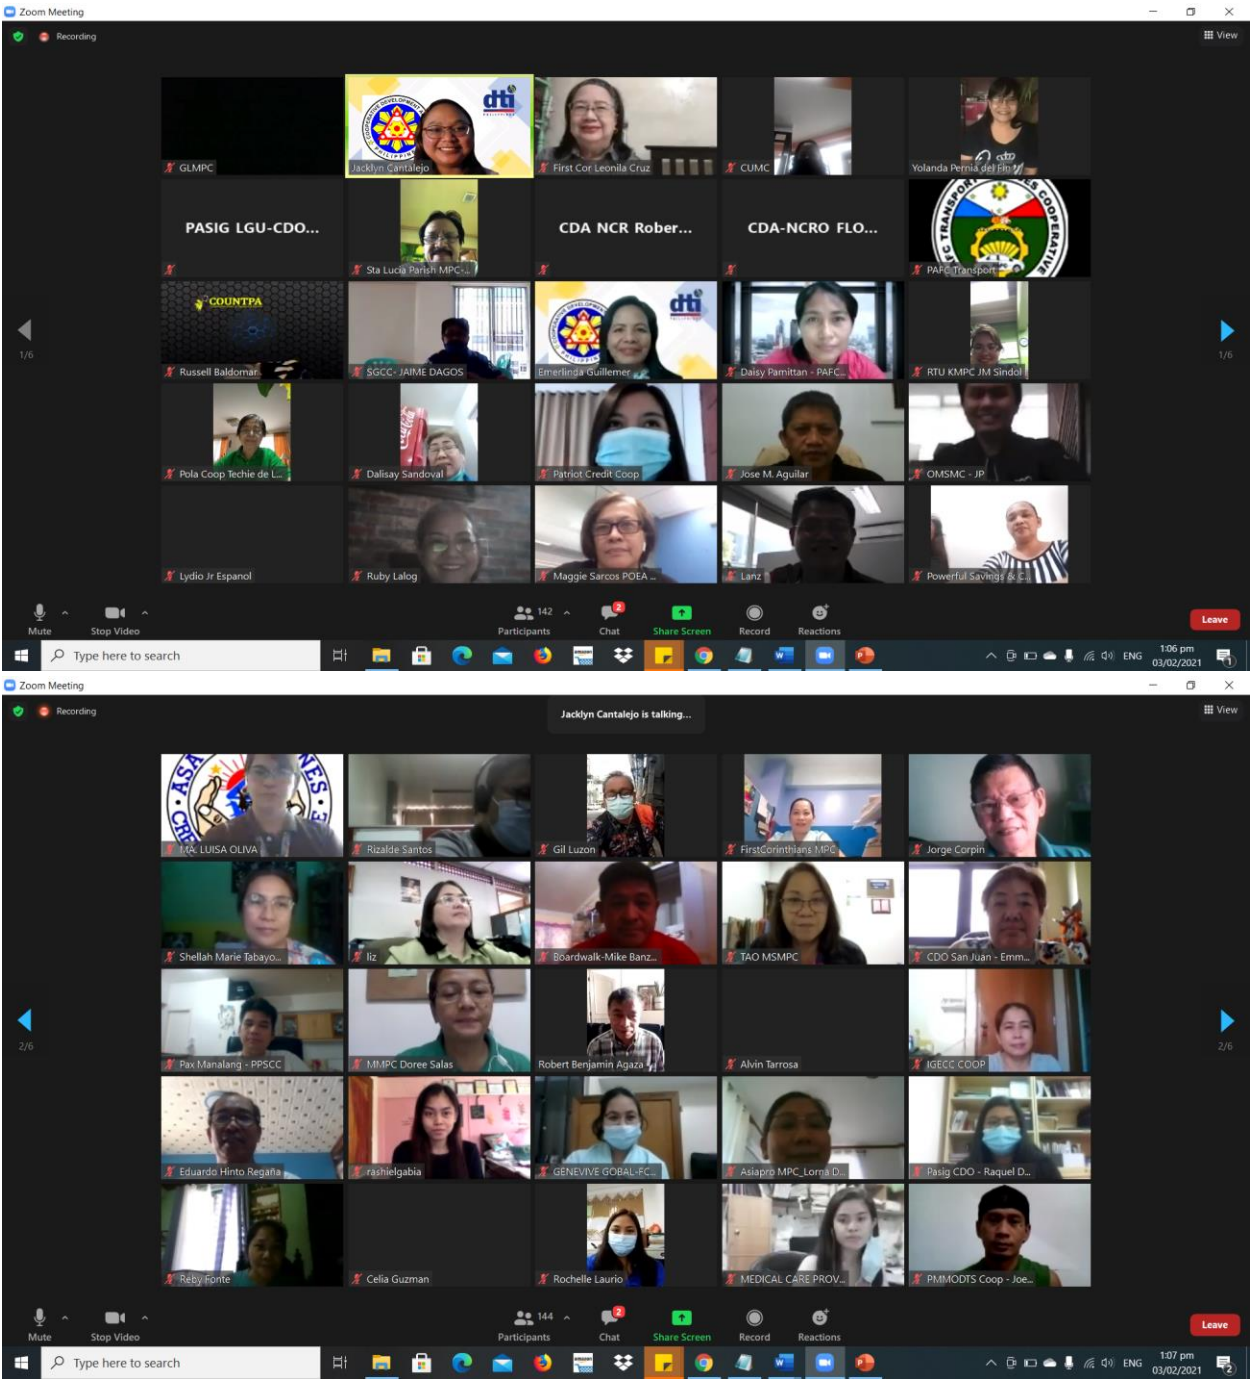 Zoom Meeting
Recording
View
GLMPC
Jacklyn Cantalejo
dti
PHILIPPINES
First Cor Leonila Cruz
CUMC
Yolanda Pernia del Fin
PASIG LGU-CDO...
Sta Lucia Parish MPC-...
CDA NCR Rober...
CDA-NCRO FLO...
PAFC Transport
COUNTPA
Russell Baldomar
SGCC- JAIME DAGOS
dti
Emerlinda Guillemer
Daisy Pamittan - PAFC...
RTU KMPC JM Sindol
1/6
1/6
Pola Coop Techie de L...
Coca-Cola
Dalisay Sandoval
Patriot Credit Coop
Jose M. Aguilar
OMSMC - JP
Lydio Jr Espanol
Ruby Lalog
Maggie Sarcos POEA ...
Lanz
Powerful Savings & C...
142
2
Mute
Stop Video
Participants
Chat
Share Screen
Record
Reactions
Leave
Type here to search
ENG
1:06 pm
03/02/2021
1
Zoom Meeting
Recording
Jacklyn Cantalejo is talking...
View
MA. LUISA OLIVA
Rizalde Santos
Gil Luzon
FirstCorinthians MPC
Jorge Corpin
Shellah Marie Tabayo...
liz
Boardwalk-Mike Banz...
TAO MSMPC
CDO San Juan - Emm...
2/6
2/6
Pax Manalang - PPSCC
MMPC Doree Salas
Robert Benjamin Agaza
Alvin Tarrosa
IGECC COOP
Eduardo Hinto Regaña
rashielgabia
GENEVIVE GOBAL-FC...
Asiapro MPC_Lorna D...
Pasig CDO - Raquel D...
Reby Fonte
Celia Guzman
Rochelle Laurio
MEDICAL CARE PROV...
PMMODTS Coop - Joe...
144
2
Mute
Stop Video
Participants
Chat
Share Screen
Record
Reactions
Leave
Type here to search
ENG
1:07 pm
03/02/2021
2